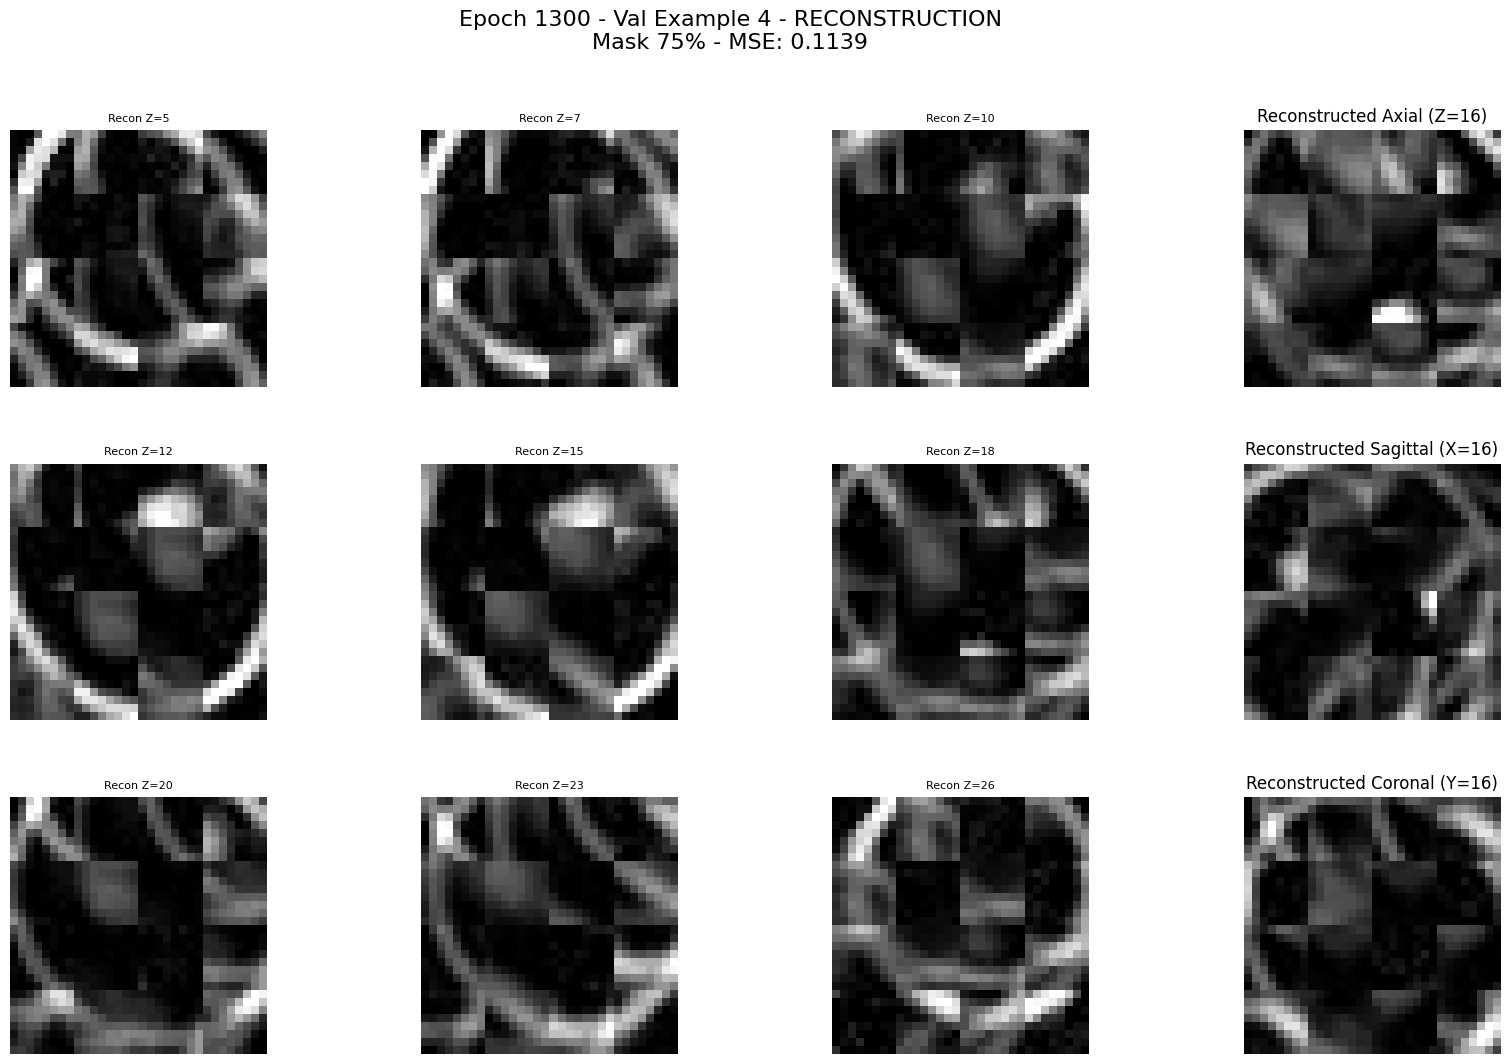 Epoch 1300 - Val Example 4 - RECONSTRUCTION
Mask 75% - MSE: 0.1139
Recon Z=5
Recon Z=7
Recon Z=10
Reconstructed Axial (Z=16)
Recon Z=12
Recon Z=15
Recon Z=18
Reconstructed Sagittal (X=16)
Recon Z=20
Recon Z=23
Recon Z=26
Reconstructed Coronal (Y=16)